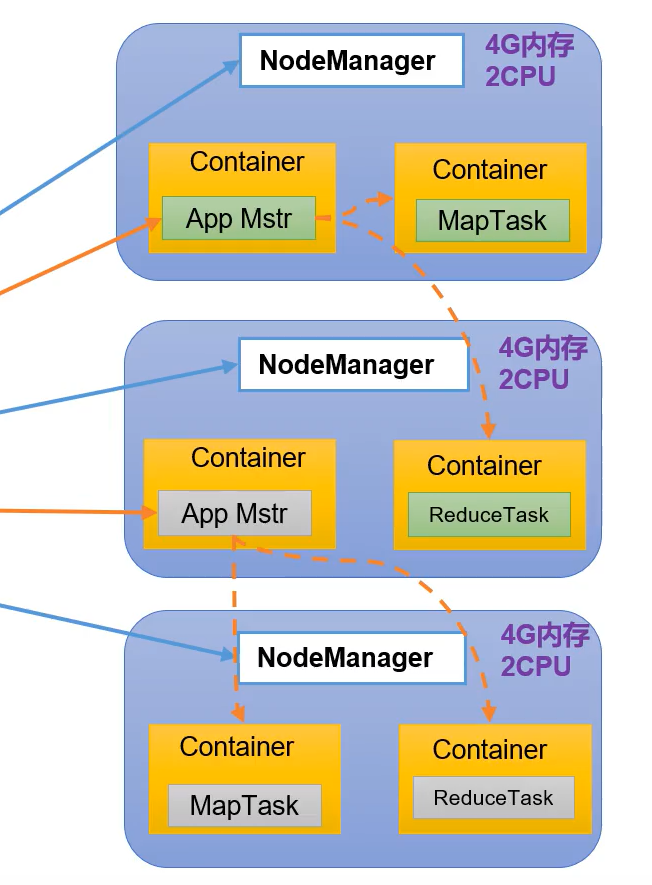 NodeManager
4G内存
2CPU
Container
App Mstr
Container
MapTask
NodeManager
4G内存
2CPU
Container
App Mstr
Container
ReduceTask
NodeManager
4G内存
2CPU
Container
MapTask
Container
ReduceTask